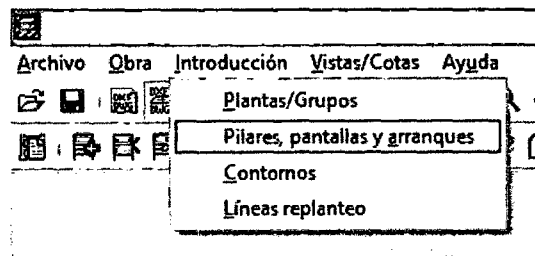 Archivo Obra Introducción Vistas/Cotas Ayuda
Plantas/Grupos
Pilares, pantallas y arranques
Contornos
Líneas replanteo